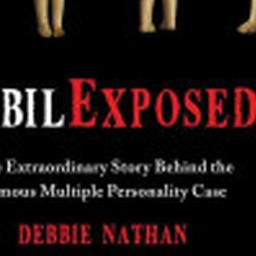 BIL EXPOSED
Extraordinary Story Behind the
mous Multiple Personality Case
DEBBIE NATHAN